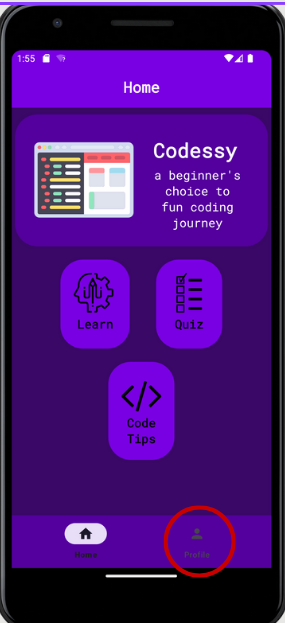 1:55
Home
Codessy
a beginner's
choice to
fun coding
journey
Learn
Quiz
</>
Code
Tips
Home
Profile